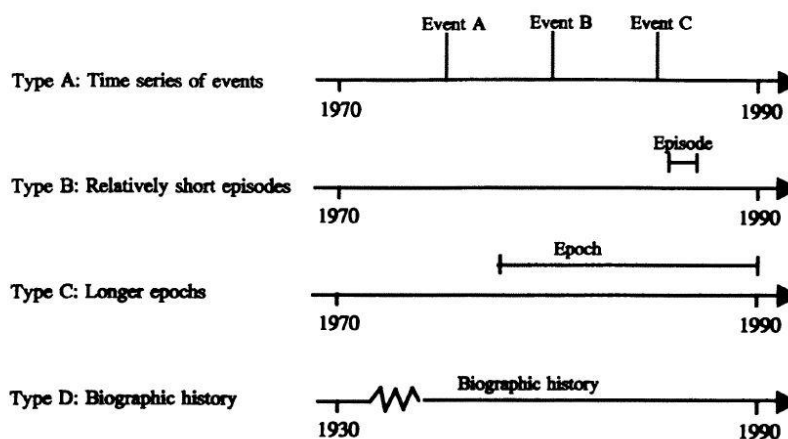 Event A Event B Event C
Type A: Time series of events
1970 1990
Episode
Type B: Relatively short episodes
1970 1990
Epoch
Type C: Longer epochs
1970 1990
Biographic history
Type D: Biographic history
1930 1990